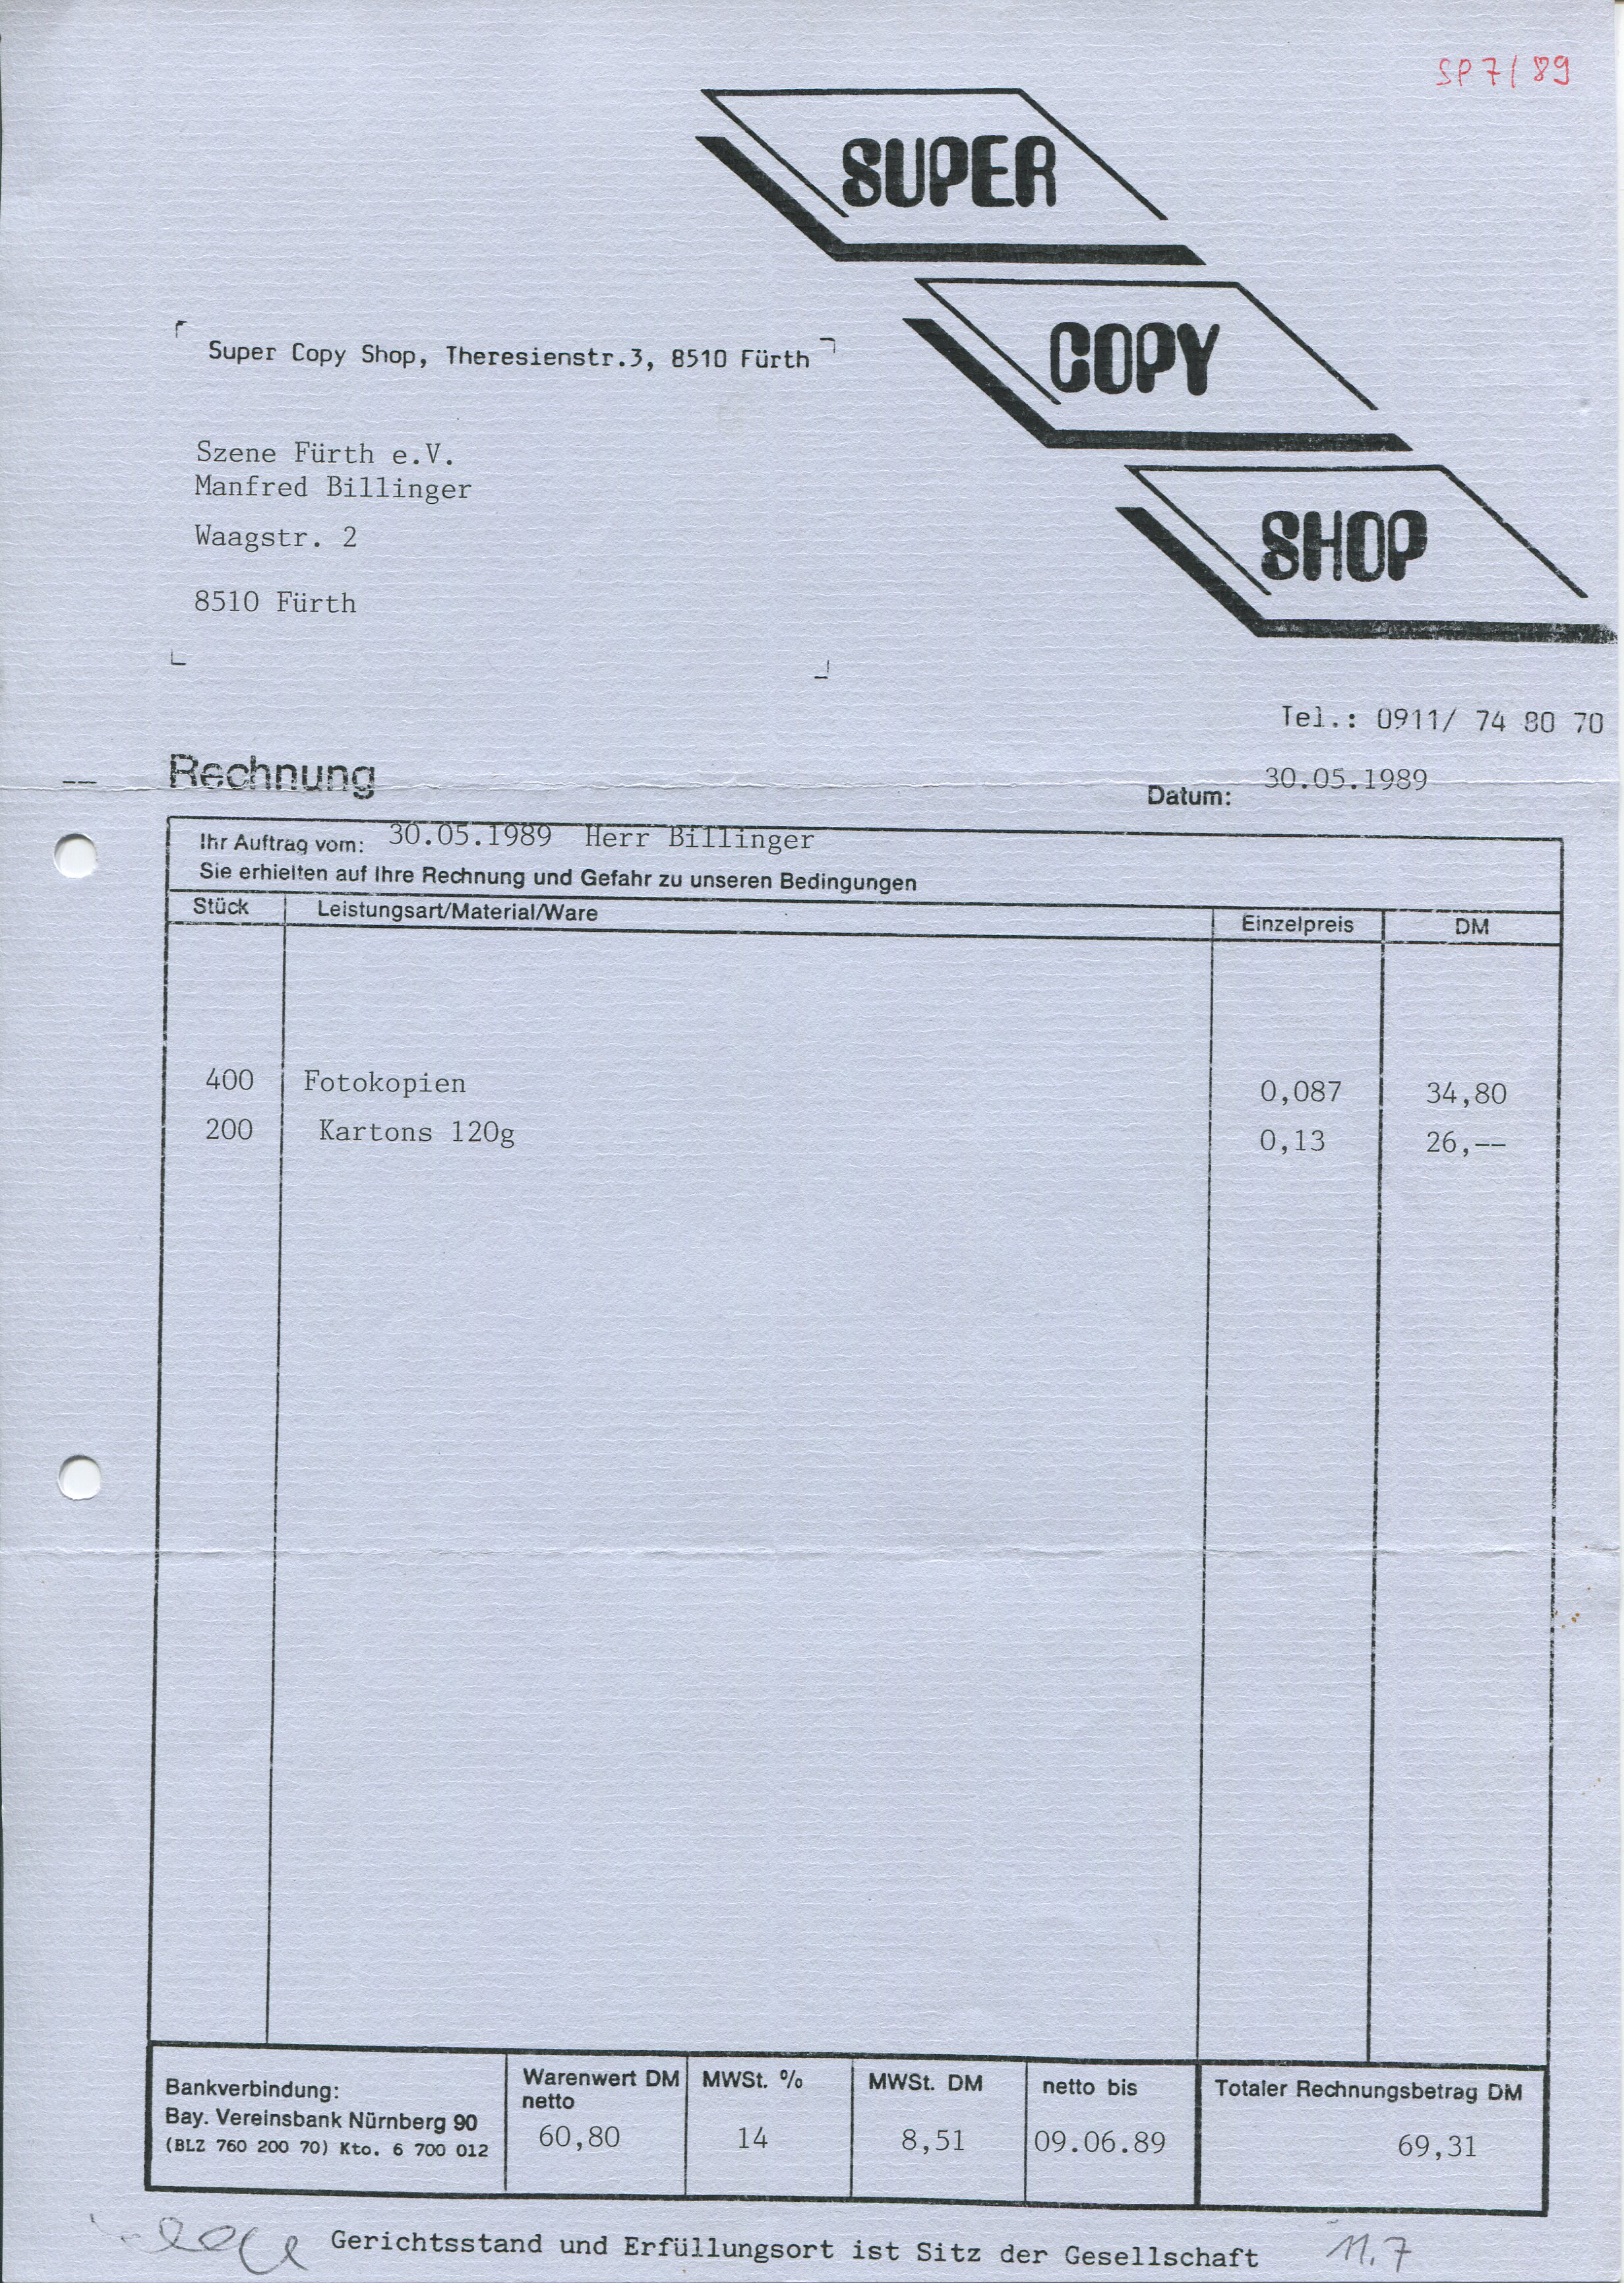 SP 7/89
SUPER
COPY
SHOP
Super Copy Shop, Theresienstr.3, 8510 Fürth
Szene Fürth e.V.
Manfred Billinger
Waagstr. 2
8510 Fürth
Tel.: 0911/ 74 80 70
Rechnung
Datum: 30.05.1989
Ihr Auftrag vom: 30.05.1989 Herr Billinger
Sie erhielten auf Ihre Rechnung und Gefahr zu unseren Bedingungen
Stück Leistungsart/Material/Ware Einzelpreis DM
400 Fotokopien 0,087 34,80
200 Kartons 120g 0,13 26,--
Bankverbindung:
Bay. Vereinsbank Nürnberg 90
(BLZ 760 200 70) Kto. 6 700 012
Warenwert DM
netto
60,80
MWSt. %
14
MWSt. DM
8,51
netto bis
09.06.89
Totaler Rechnungsbetrag DM
69,31
Gerichtsstand und Erfüllungsort ist Sitz der Gesellschaft
11.7